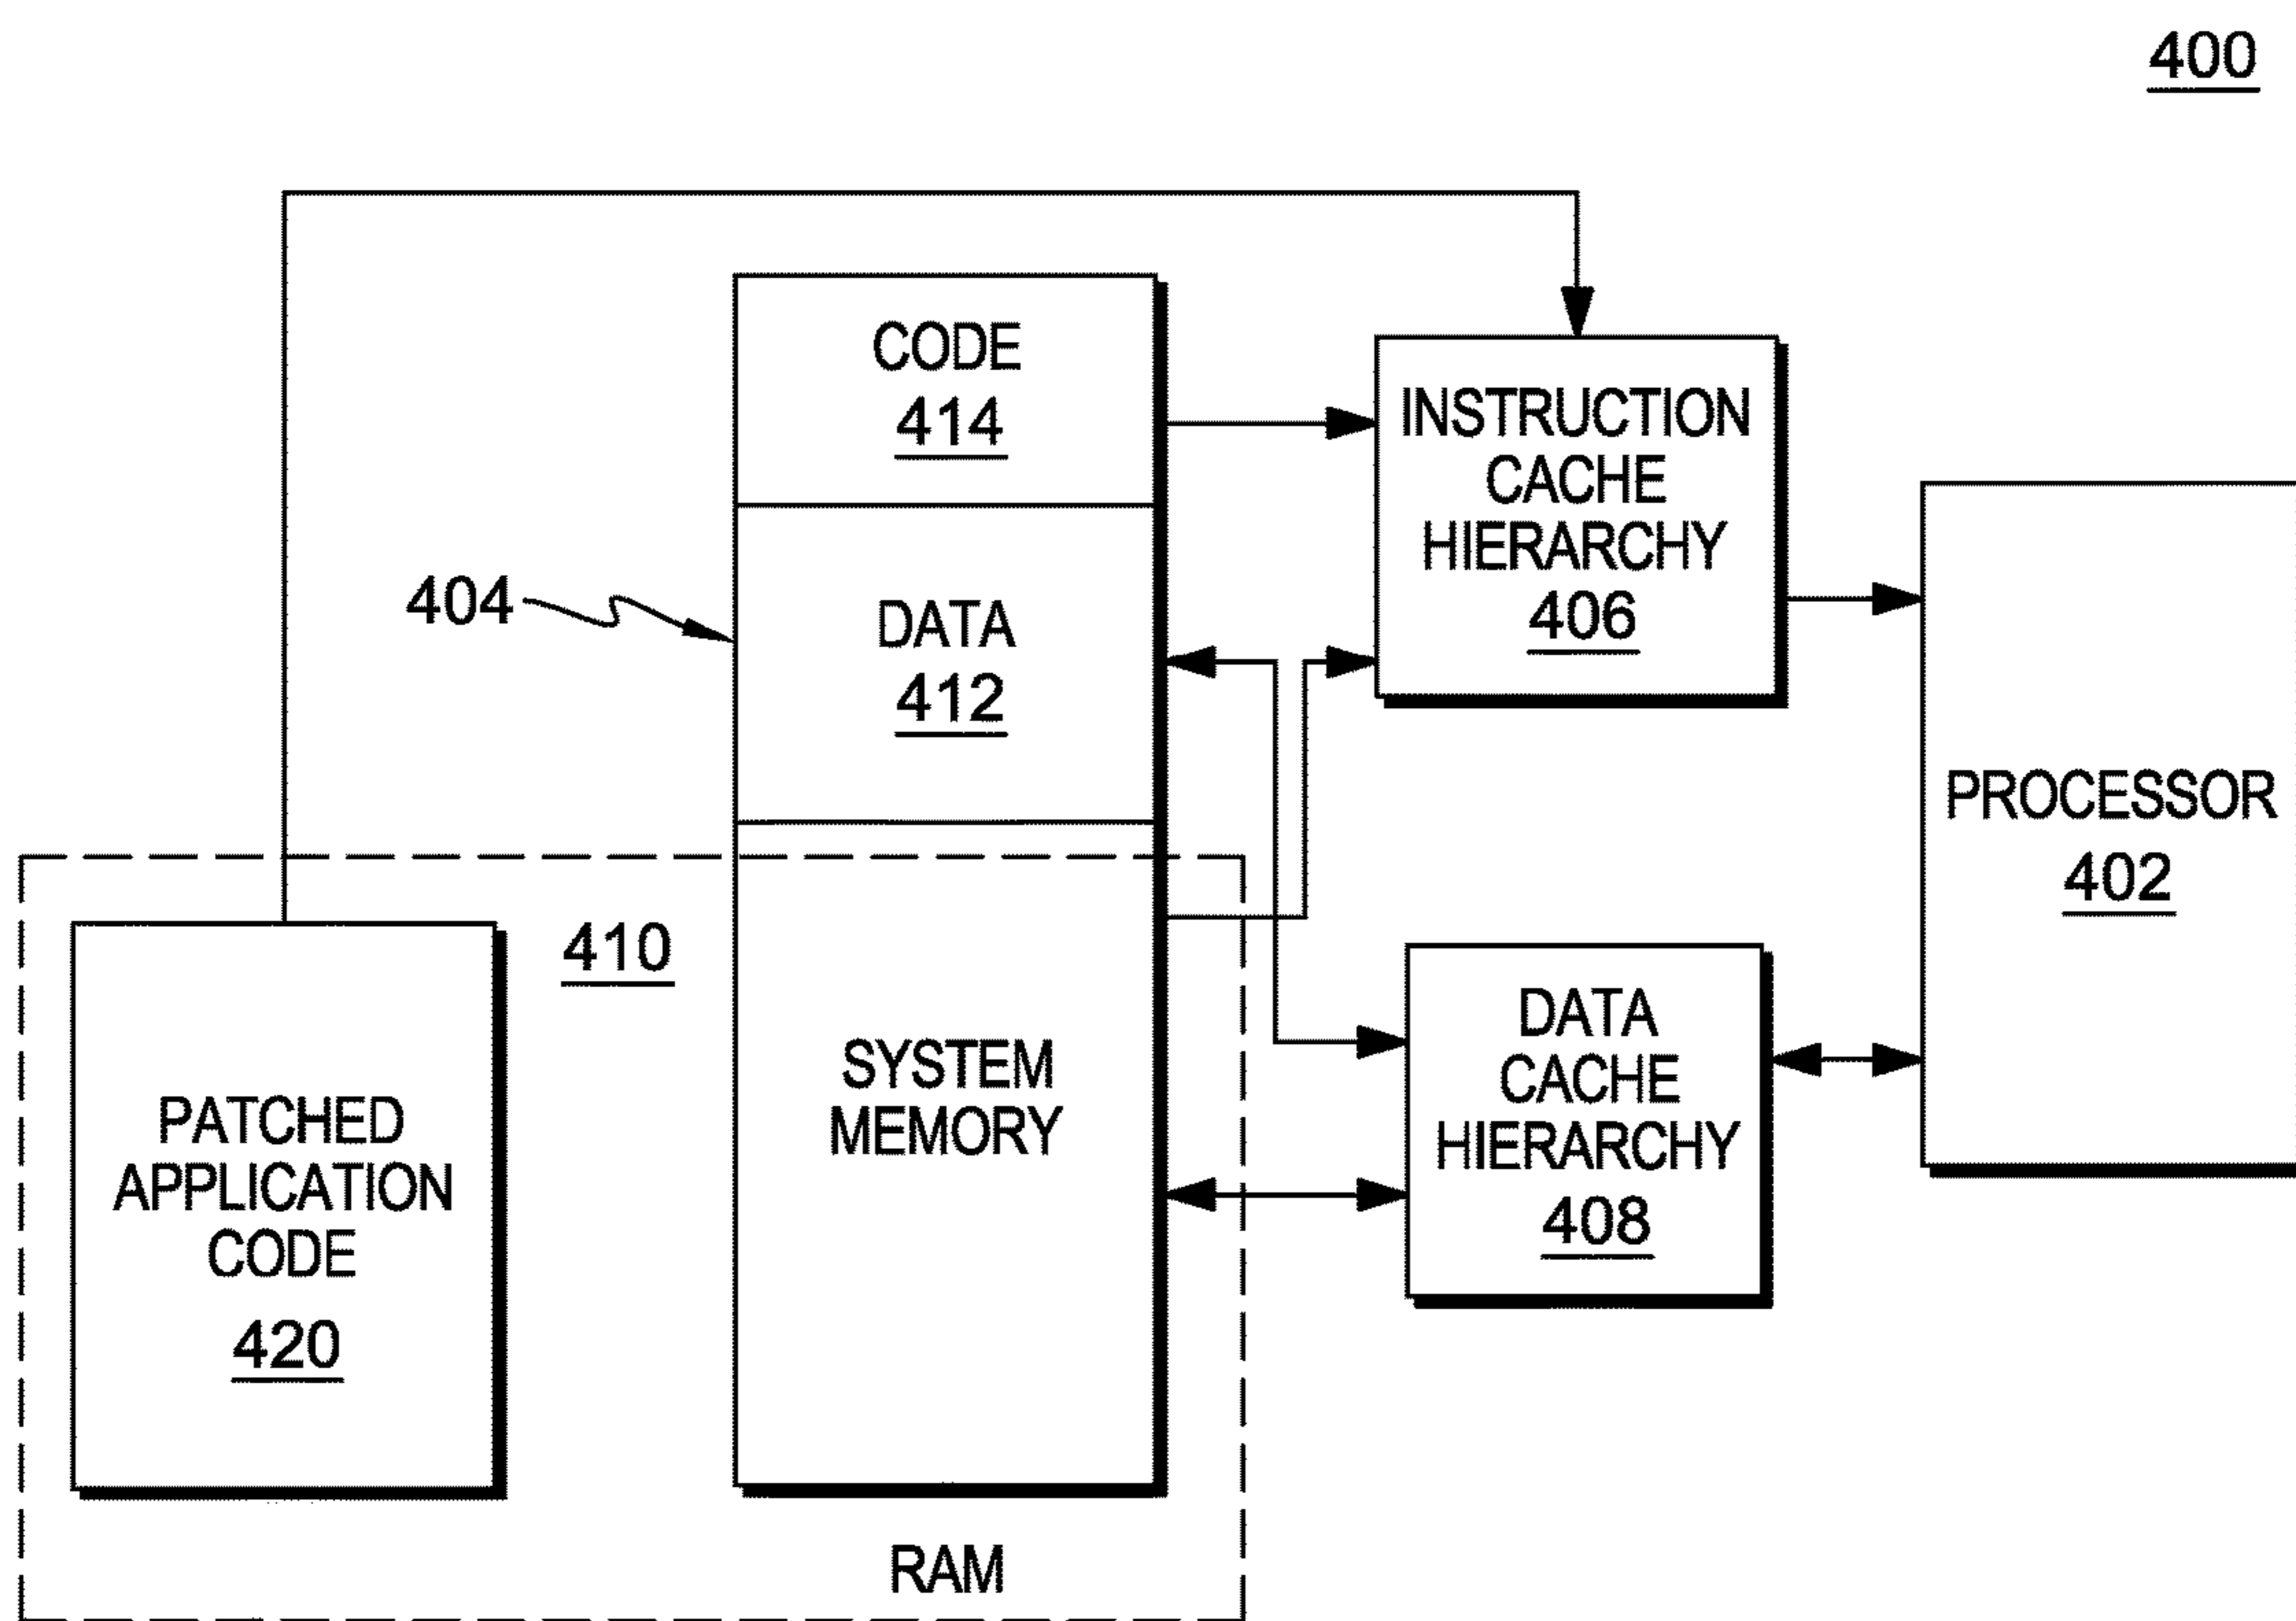 400
CODE
414
INSTRUCTION
CACHE
HIERARCHY
406
404
DATA
412
PROCESSOR
402
410
SYSTEM
MEMORY
DATA
CACHE
HIERARCHY
408
PATCHED
APPLICATION
CODE
420
RAM